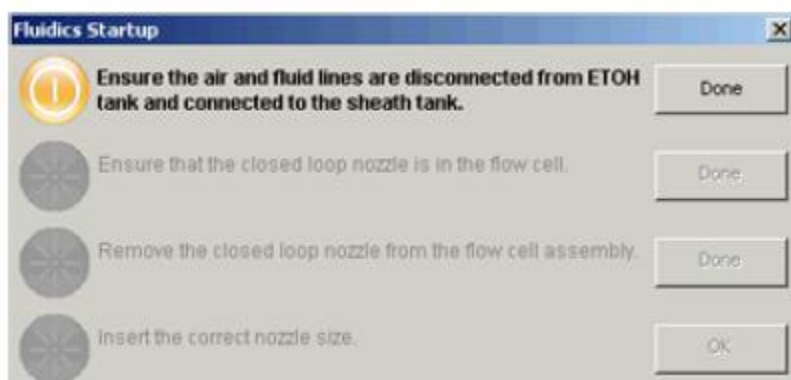 Fluidics Startup
Ensure the air and fluid lines are disconnected from ETOH
tank and connected to the sheath tank.
Done
Ensure that the closed loop nozzle is in the flow cell.
Done
Remove the closed loop nozzle from the flow cell assembly.
Done
Insert the correct nozzle size.
OK